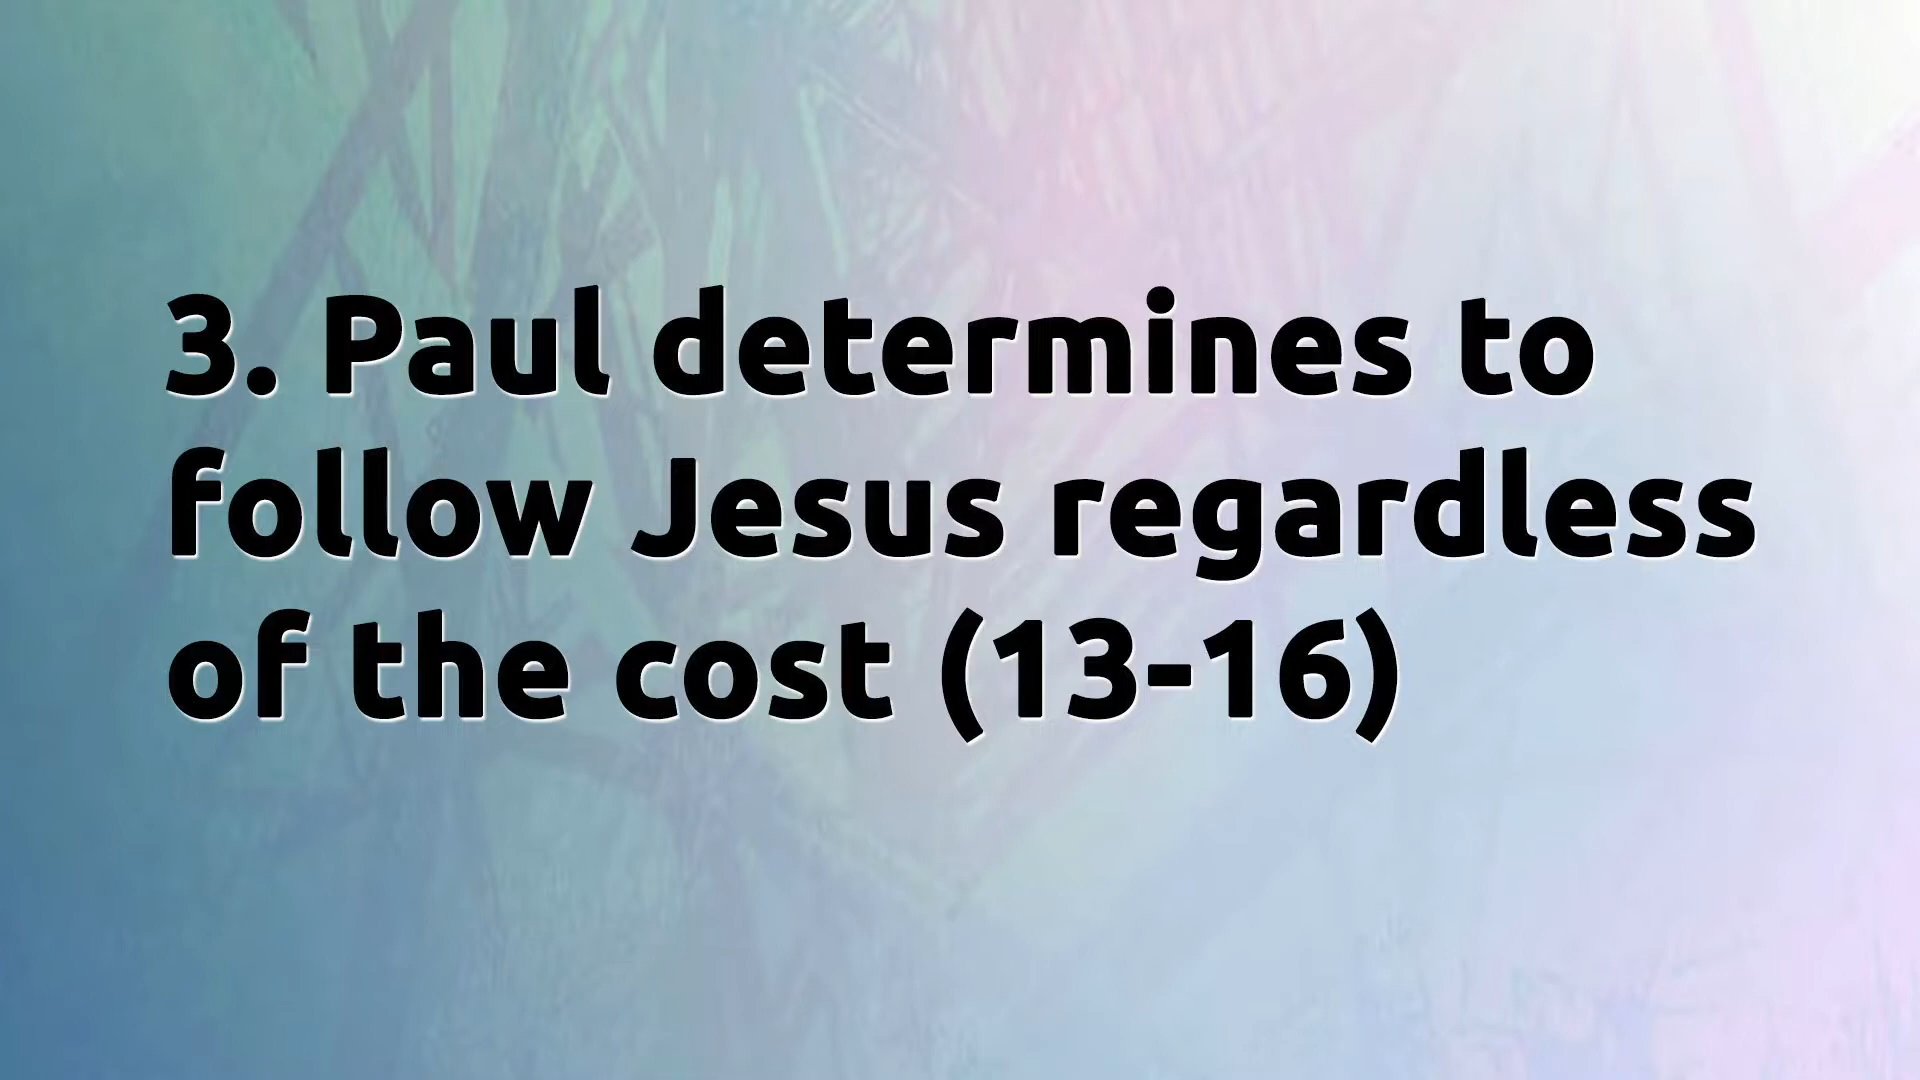 3. Paul determines to
follow Jesus regardless
of the cost (13-16)